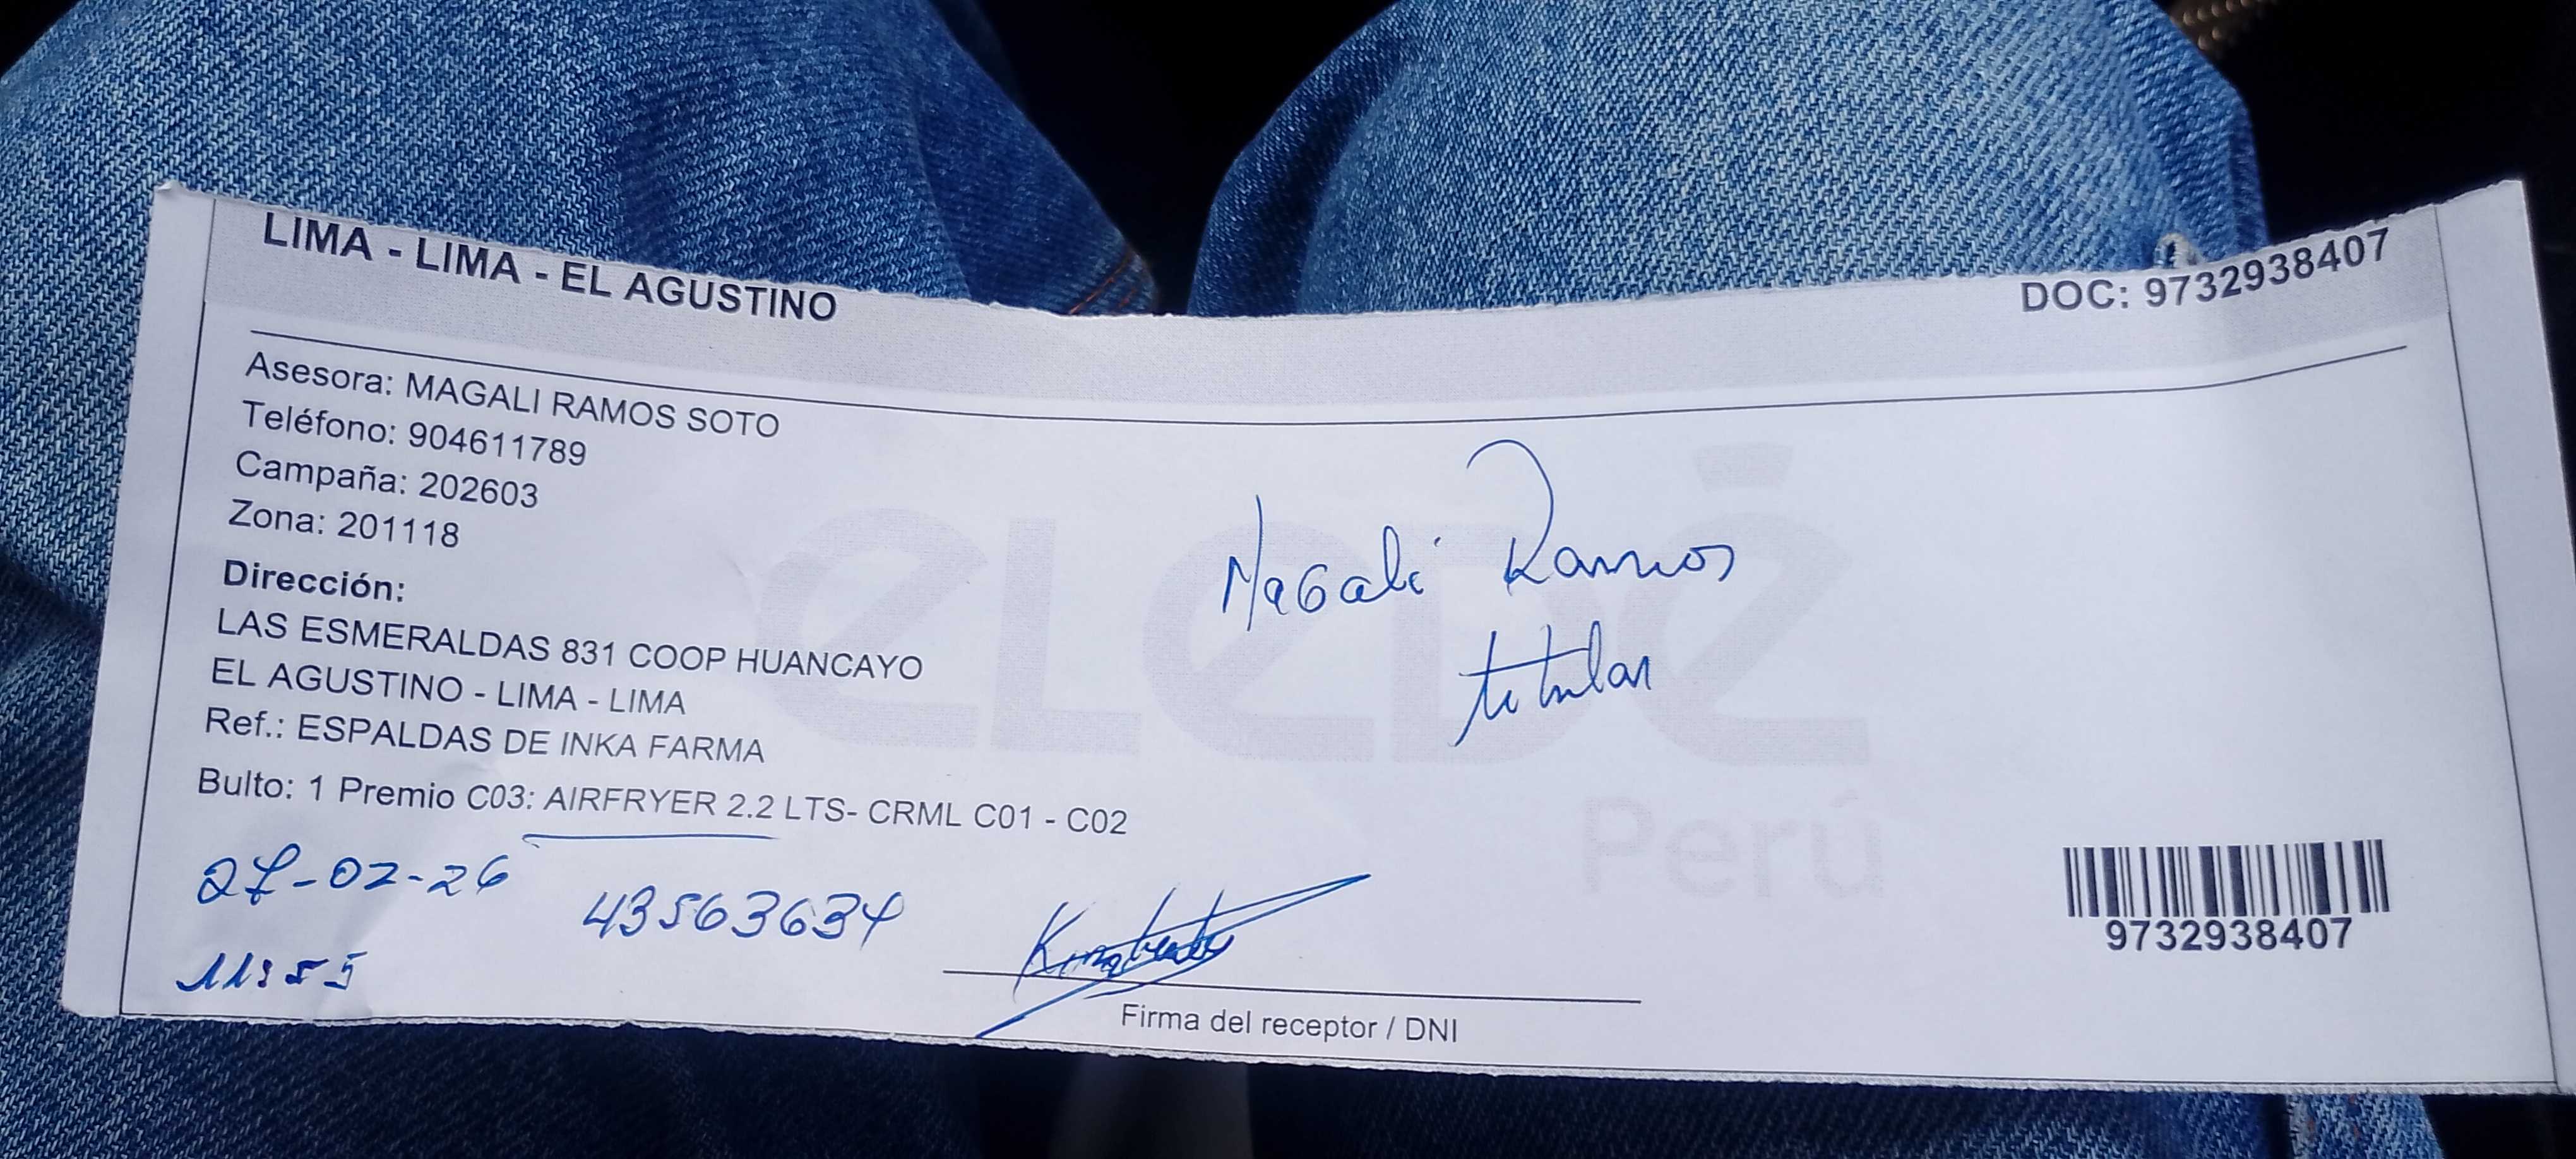 LIMA - LIMA - EL AGUSTINO
DOC: 9732938407
Asesora: MAGALI RAMOS SOTO
Teléfono: 904611789
Campaña: 202603
Zona: 201118
Dirección:
LAS ESMERALDAS 831 COOP HUANCAYO
EL AGUSTINO - LIMA - LIMA
Ref.: ESPALDAS DE INKA FARMA
Bulto: 1 Premio C03: AIRFRYER 2.2 LTS- CRML C01 - C02
eLeDe
Perú
Magali Ramos
titular
27-02-26
43563634
11:55
Firma del receptor / DNI
9732938407